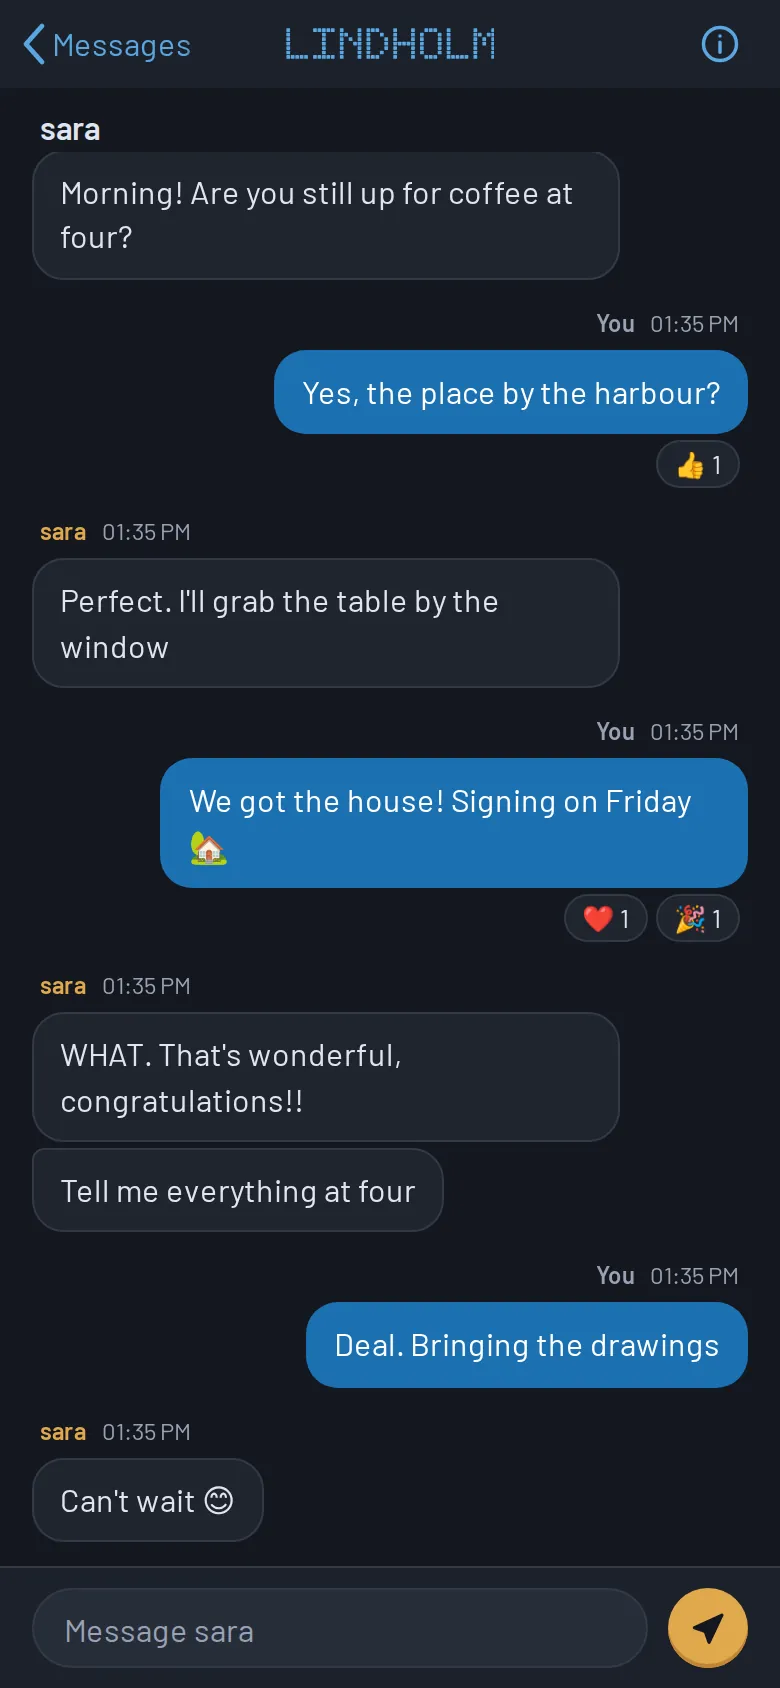 Messages
LINDHOLM
sara
Morning! Are you still up for coffee at
four?
You 01:35 PM
Yes, the place by the harbour?
👍 1
sara 01:35 PM
Perfect. I'll grab the table by the
window
You 01:35 PM
We got the house! Signing on Friday
🏡
❤️ 1 🎉 1
sara 01:35 PM
WHAT. That's wonderful,
congratulations!!
Tell me everything at four
You 01:35 PM
Deal. Bringing the drawings
sara 01:35 PM
Can't wait 😊
Message sara